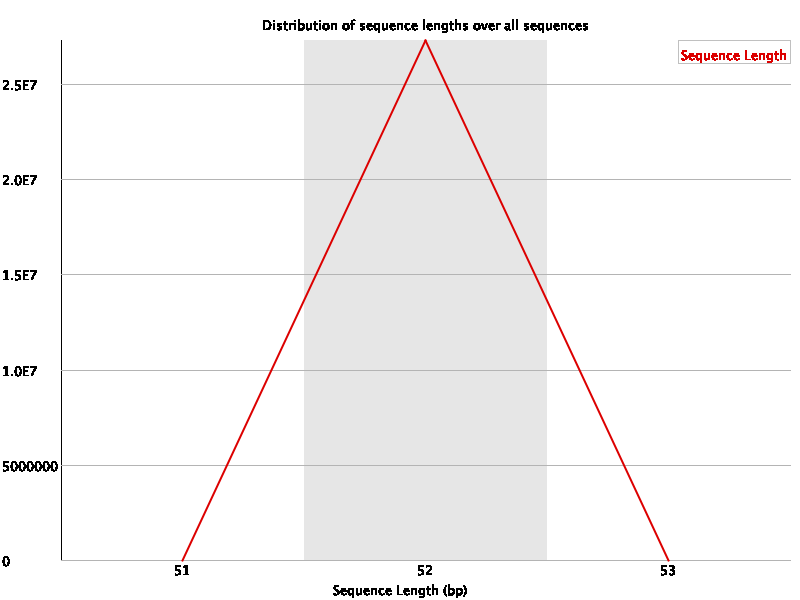 Distribution of sequence lengths over all sequences
Sequence Length
2.5E7
2.0E7
1.5E7
1.0E7
5000000
0
51 52 53
Sequence Length (bp)